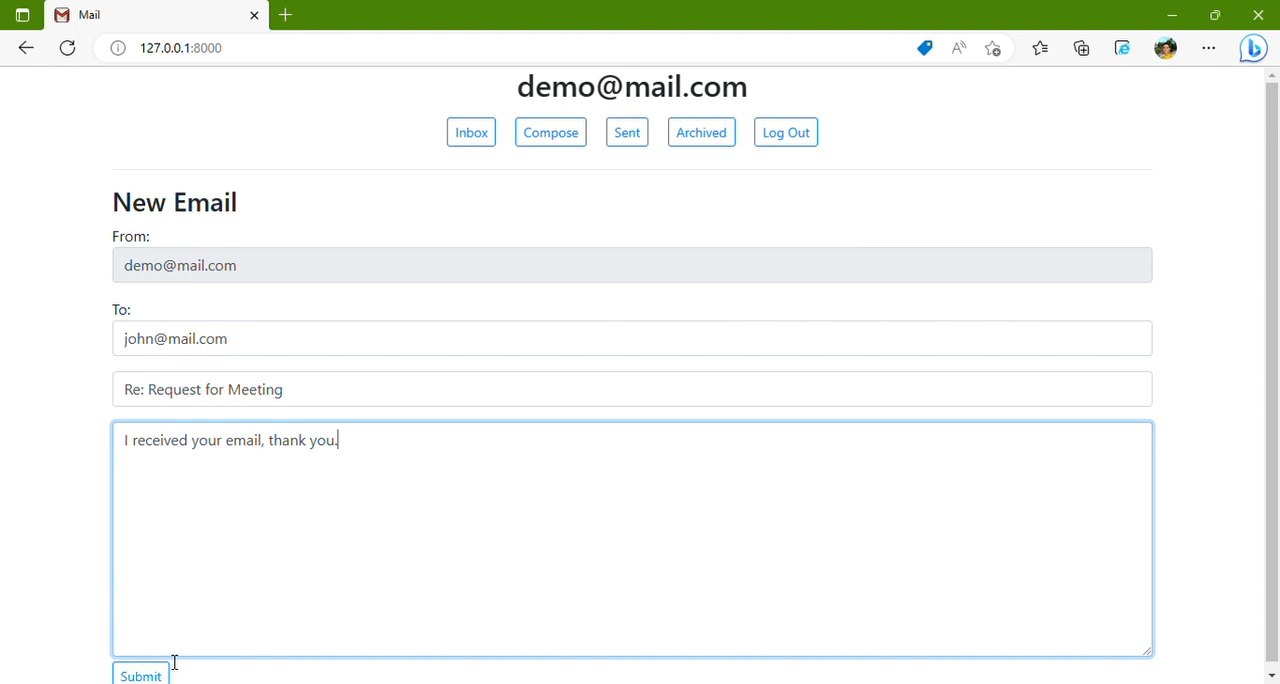 Mail
127.0.0.1:8000
demo@mail.com
Inbox Compose Sent Archived Log Out
New Email
From:
demo@mail.com
To:
john@mail.com
Re: Request for Meeting
I received your email, thank you.
Submit